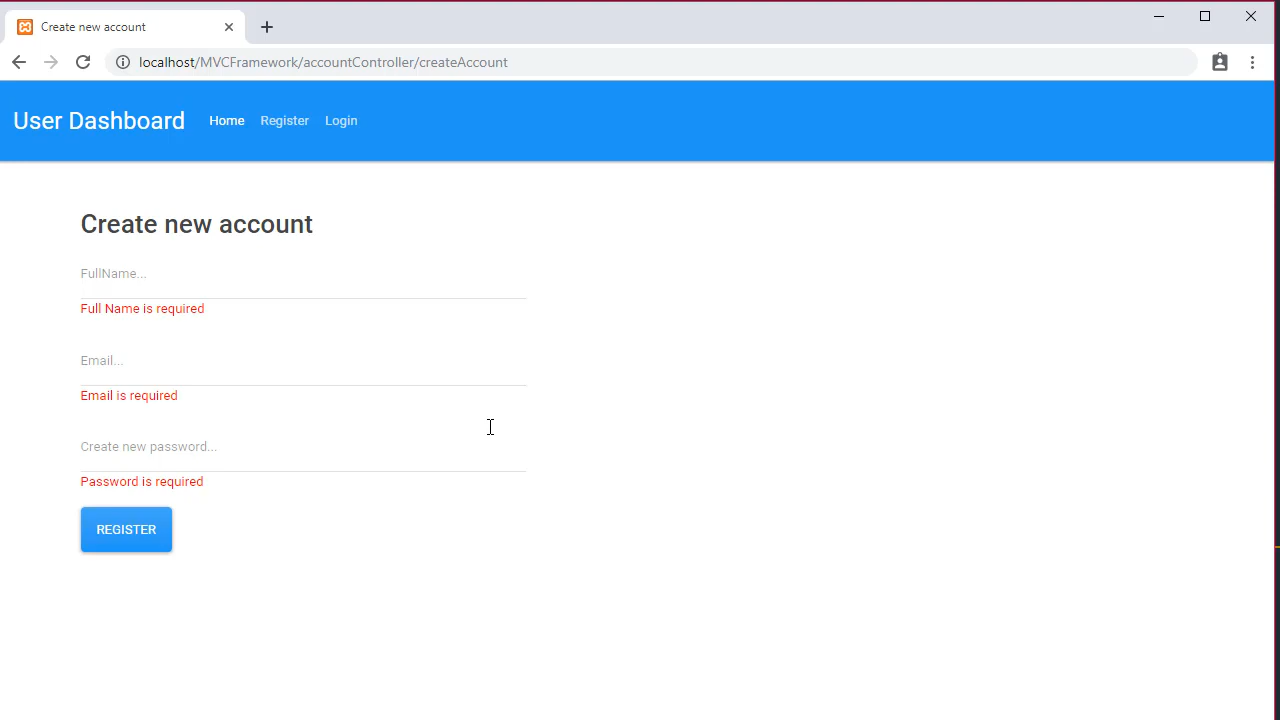 Create new account
localhost/MVCFramework/accountController/createAccount
User Dashboard Home Register Login
Create new account
FullName...
Full Name is required
Email...
Email is required
Create new password...
Password is required
REGISTER